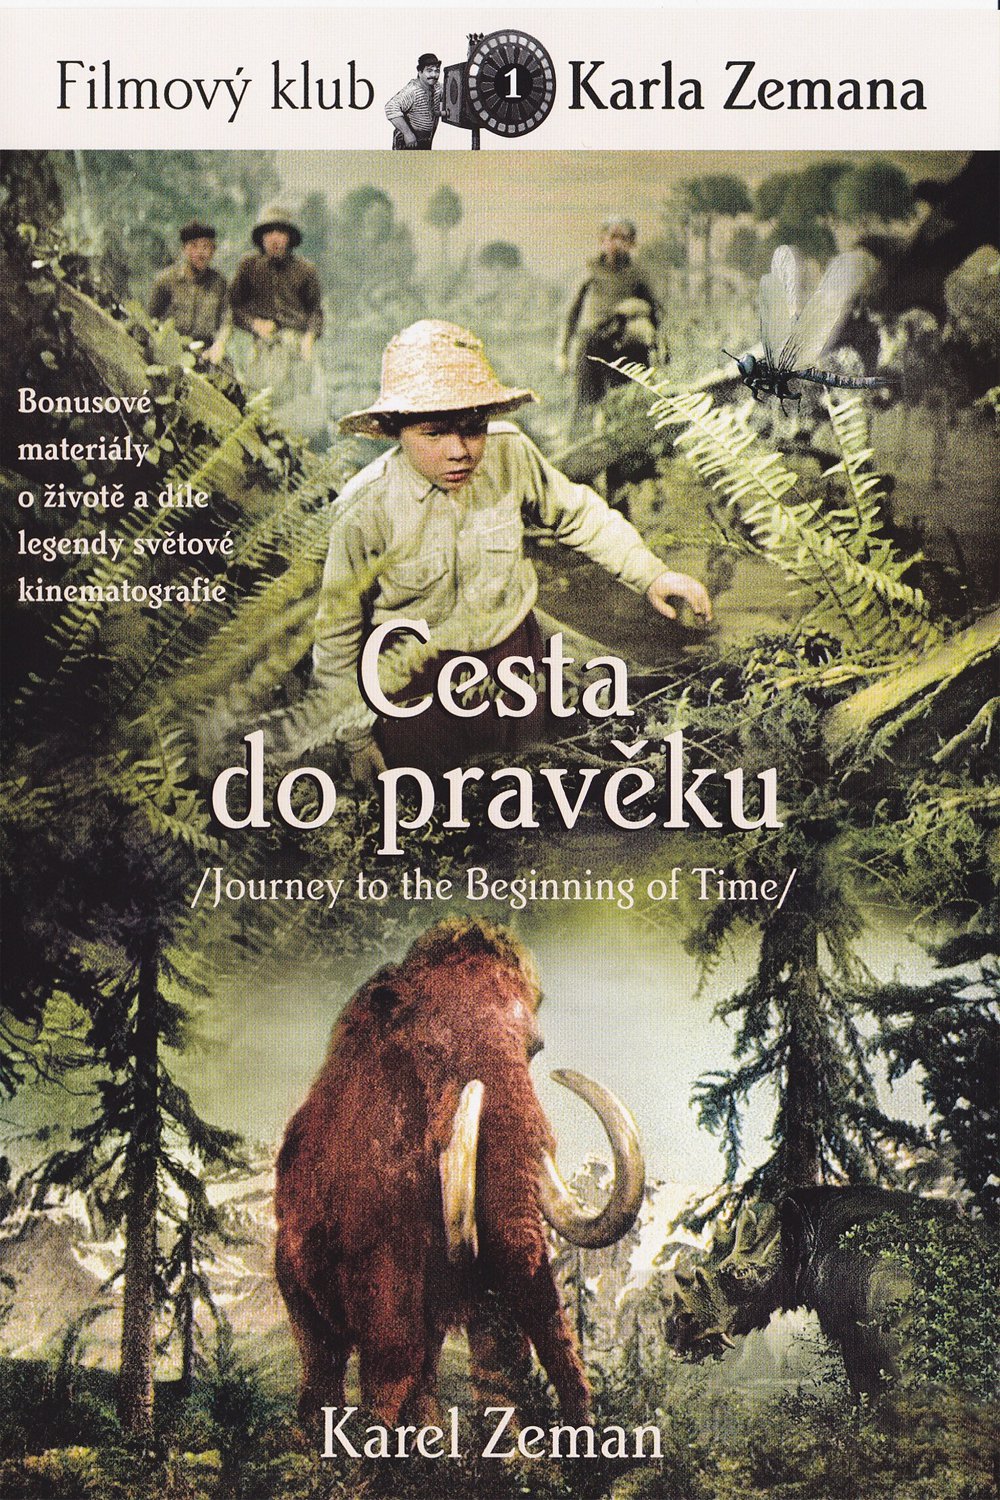 Filmový klub 1 Karla Zemana
Bonusové
materiály
o životě a díle
legendy světové
kinematografie
Cesta
do pravěku
/Journey to the Beginning of Time/
Karel Zeman